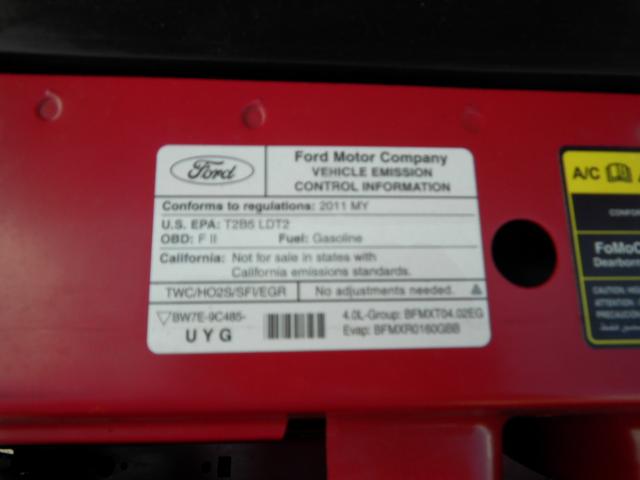 Ford
Ford Motor Company
VEHICLE EMISSION
CONTROL INFORMATION
Conforms to regulations: 2011 MY
U.S. EPA: T2B5 LDT2
OBD: F II Fuel: Gasoline
California: Not for sale in states with
California emissions standards.
TWC/HO2S/SFI/EGR No adjustments needed.
BW7E-9C485-
UYG
4.0L-Group: BFMXT04.02EG
Evap: BFMXR0160GBB
A/C
FoMoC
Dearborn
CAUTION
ATTENTION